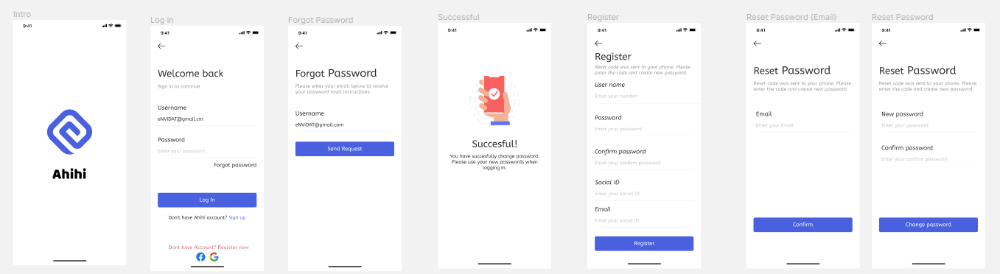 Intro
9:41
Ahihi
Log in
9:41
Welcome back
Sign in to continue
Username
eNViDAT@gmail.cm
Password
Enter your password
Forgot password
Log In
Don't have Ahihi account? Sign up
Dont have Account? Register now
Forgot Password
9:41
Forgot Password
Please enter your email below to receive
your password reset instructions
Username
eNViDAT@gmail.com
Send Request
Successful
9:41
Succesful!
You have succesfully change password.
Please use your new passwords when
logging in.
Register
9:41
Register
Reset code was sent to your phone. Please
enter the code and create new password
User name
Enter your number
Password
Enter your password
Confirm password
Enter your confirm password
Social ID
Enter your social ID
Email
Enter your social ID
Register
Reset Password (Email)
9:41
Reset Password
Reset code was sent to your phone. Please
enter the code and create new password
Email
Enter your Email
Confirm
Reset Password
9:41
Reset Password
Reset code was sent to your phone. Please
enter the code and create new password
New password
Enter your password
Confirm password
Enter your confirm password
Change password